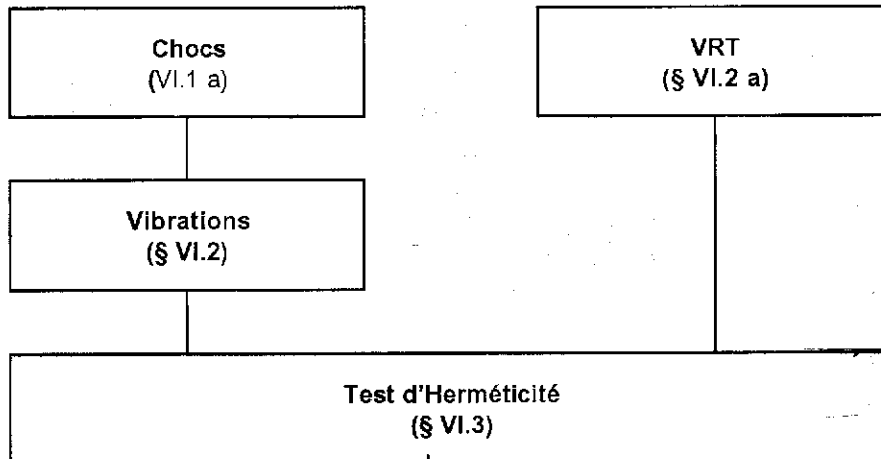 Chocs
(VI.1 a)
VRT
(§ VI.2 a)
Vibrations
(§ VI.2)
Test d'Herméticité
(§ VI.3)